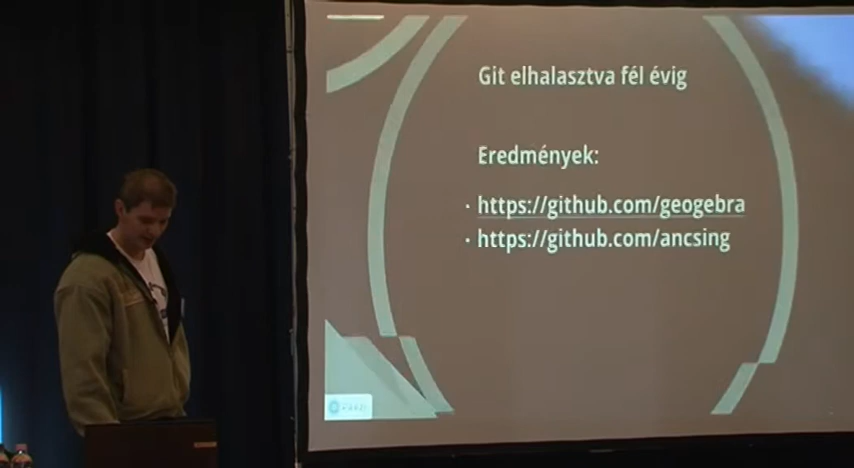 Git elhalasztva fél évig
Eredmények:
· https://github.com/geogebra
· https://github.com/ancsing